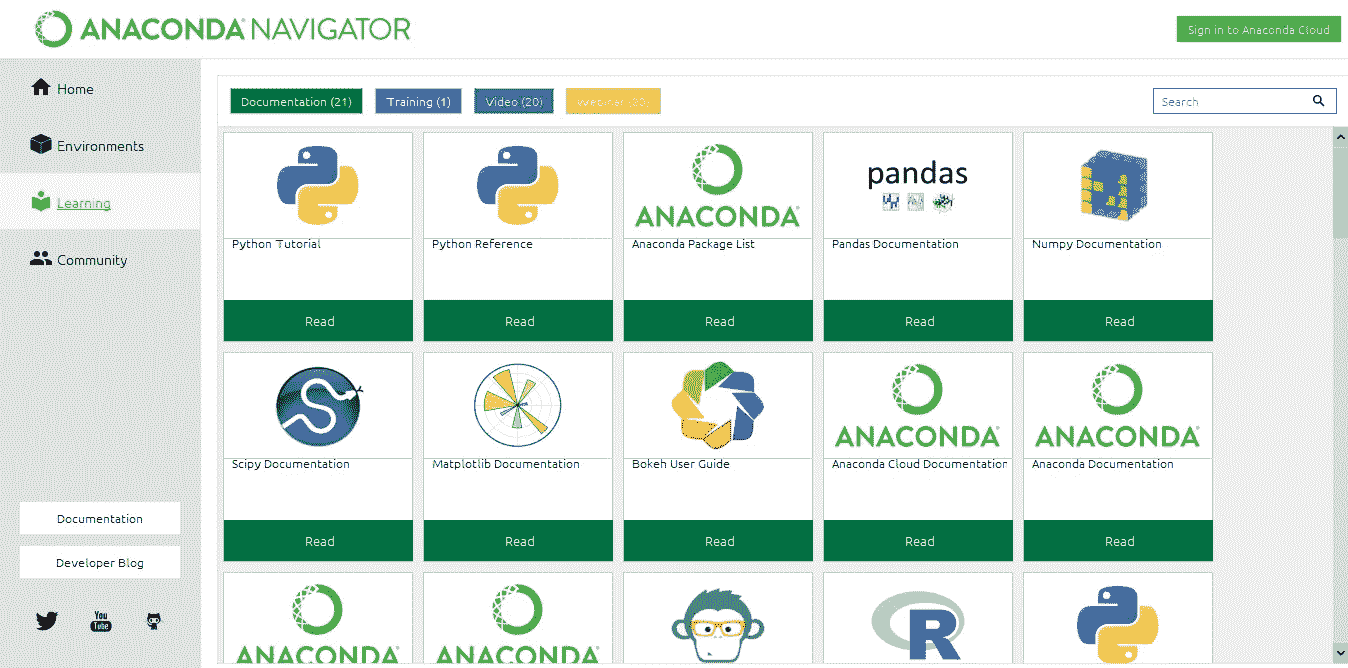 ANACONDA NAVIGATOR
Sign in to Anaconda Cloud
Home
Environments
Learning
Community
Documentation
Developer Blog
You
Tube
Documentation (21)
Training (1)
Video (20)
Webinar (20)
Search
ANACONDA
pandas
Python Tutorial
Python Reference
Anaconda Package List
Pandas Documentation
Numpy Documentation
Read
Read
Read
Read
Read
ANACONDA
ANACONDA
Scipy Documentation
Matplotlib Documentation
Bokeh User Guide
Anaconda Cloud Documentation
Anaconda Documentation
Read
Read
Read
Read
Read
ANACONDA
ANACONDA
R